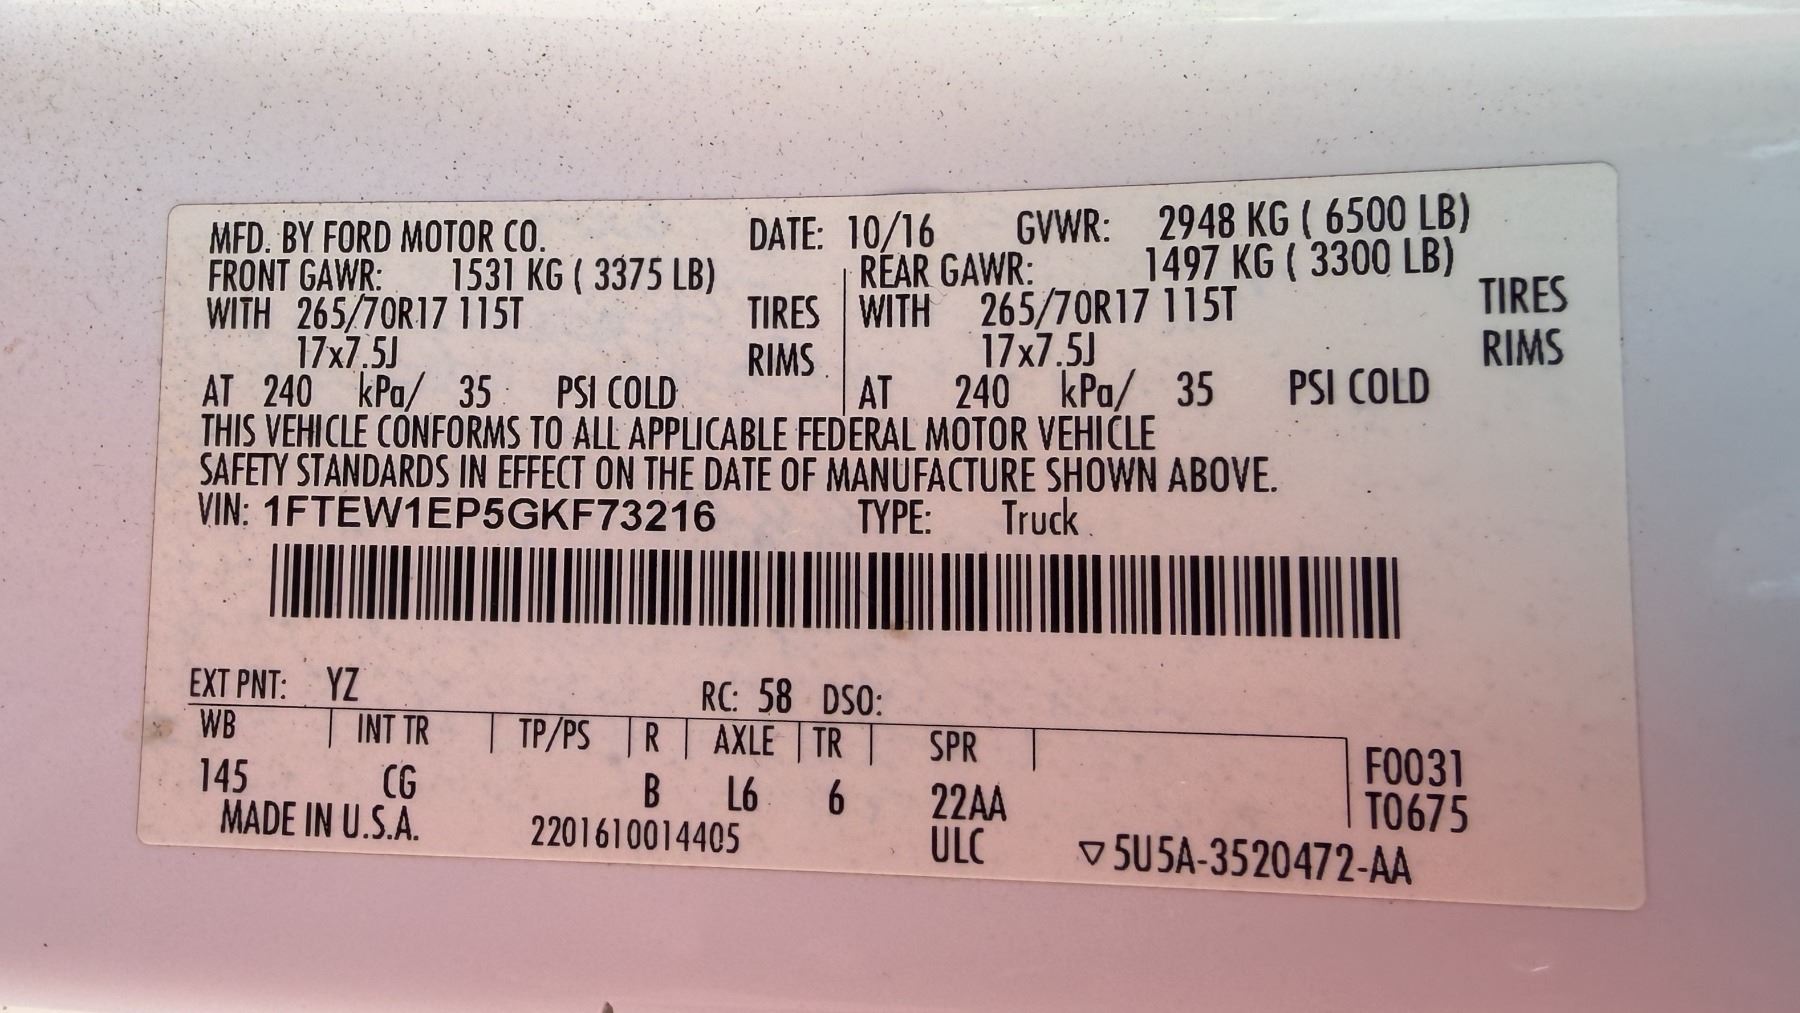 MFD. BY FORD MOTOR CO. DATE: 10/16 GVWR: 2948 KG ( 6500 LB)
FRONT GAWR: 1531 KG ( 3375 LB) REAR GAWR: 1497 KG ( 3300 LB)
WITH 265/70R17 115T TIRES WITH 265/70R17 115T TIRES
17x7.5J RIMS 17x7.5J RIMS
AT 240 kPa/ 35 PSI COLD AT 240 kPa/ 35 PSI COLD
THIS VEHICLE CONFORMS TO ALL APPLICABLE FEDERAL MOTOR VEHICLE
SAFETY STANDARDS IN EFFECT ON THE DATE OF MANUFACTURE SHOWN ABOVE.
VIN: 1FTEW1EP5GKF73216 TYPE: Truck
EXT PNT: YZ RC: 58 DSO:
WB INT TR TP/PS R AXLE TR SPR
145 CG B L6 6 22AA
F0031
T0675
MADE IN U.S.A. 2201610014405 ULC ▽5U5A-3520472-AA